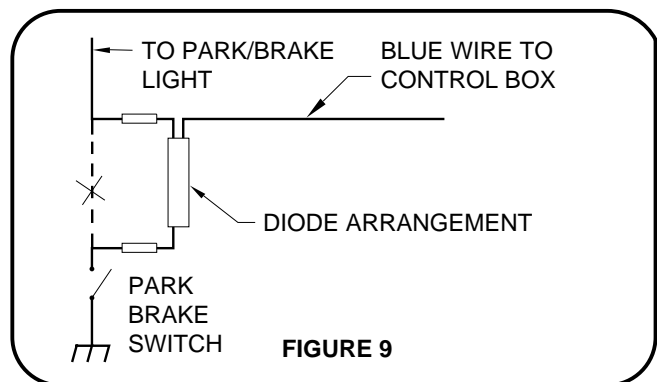 TO PARK/BRAKE
LIGHT
BLUE WIRE TO
CONTROL BOX
DIODE ARRANGEMENT
PARK
BRAKE
SWITCH
FIGURE 9